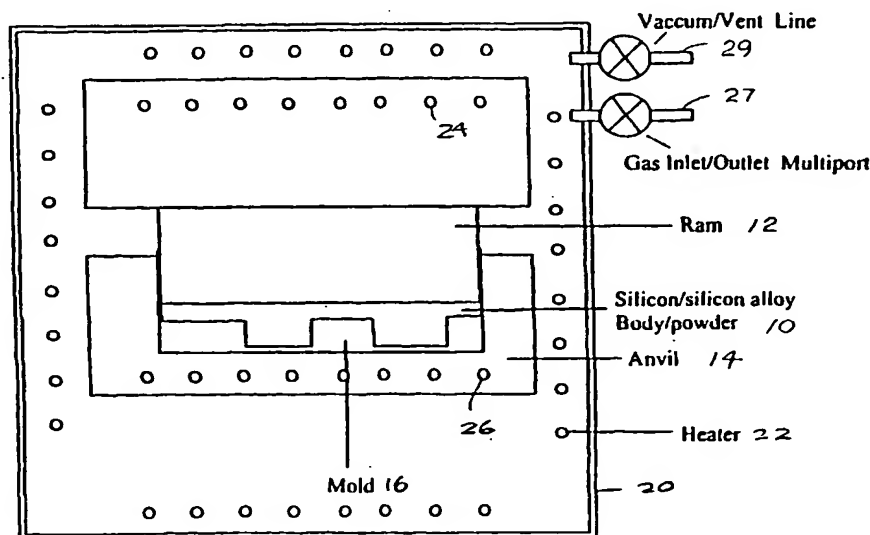 Vaccum/Vent Line
29
27
24
Gas Inlet/Outlet Multiport
Ram 12
Silicon/silicon alloy
Body/powder 10
Anvil 14
26
Heater 22
Mold 16
20